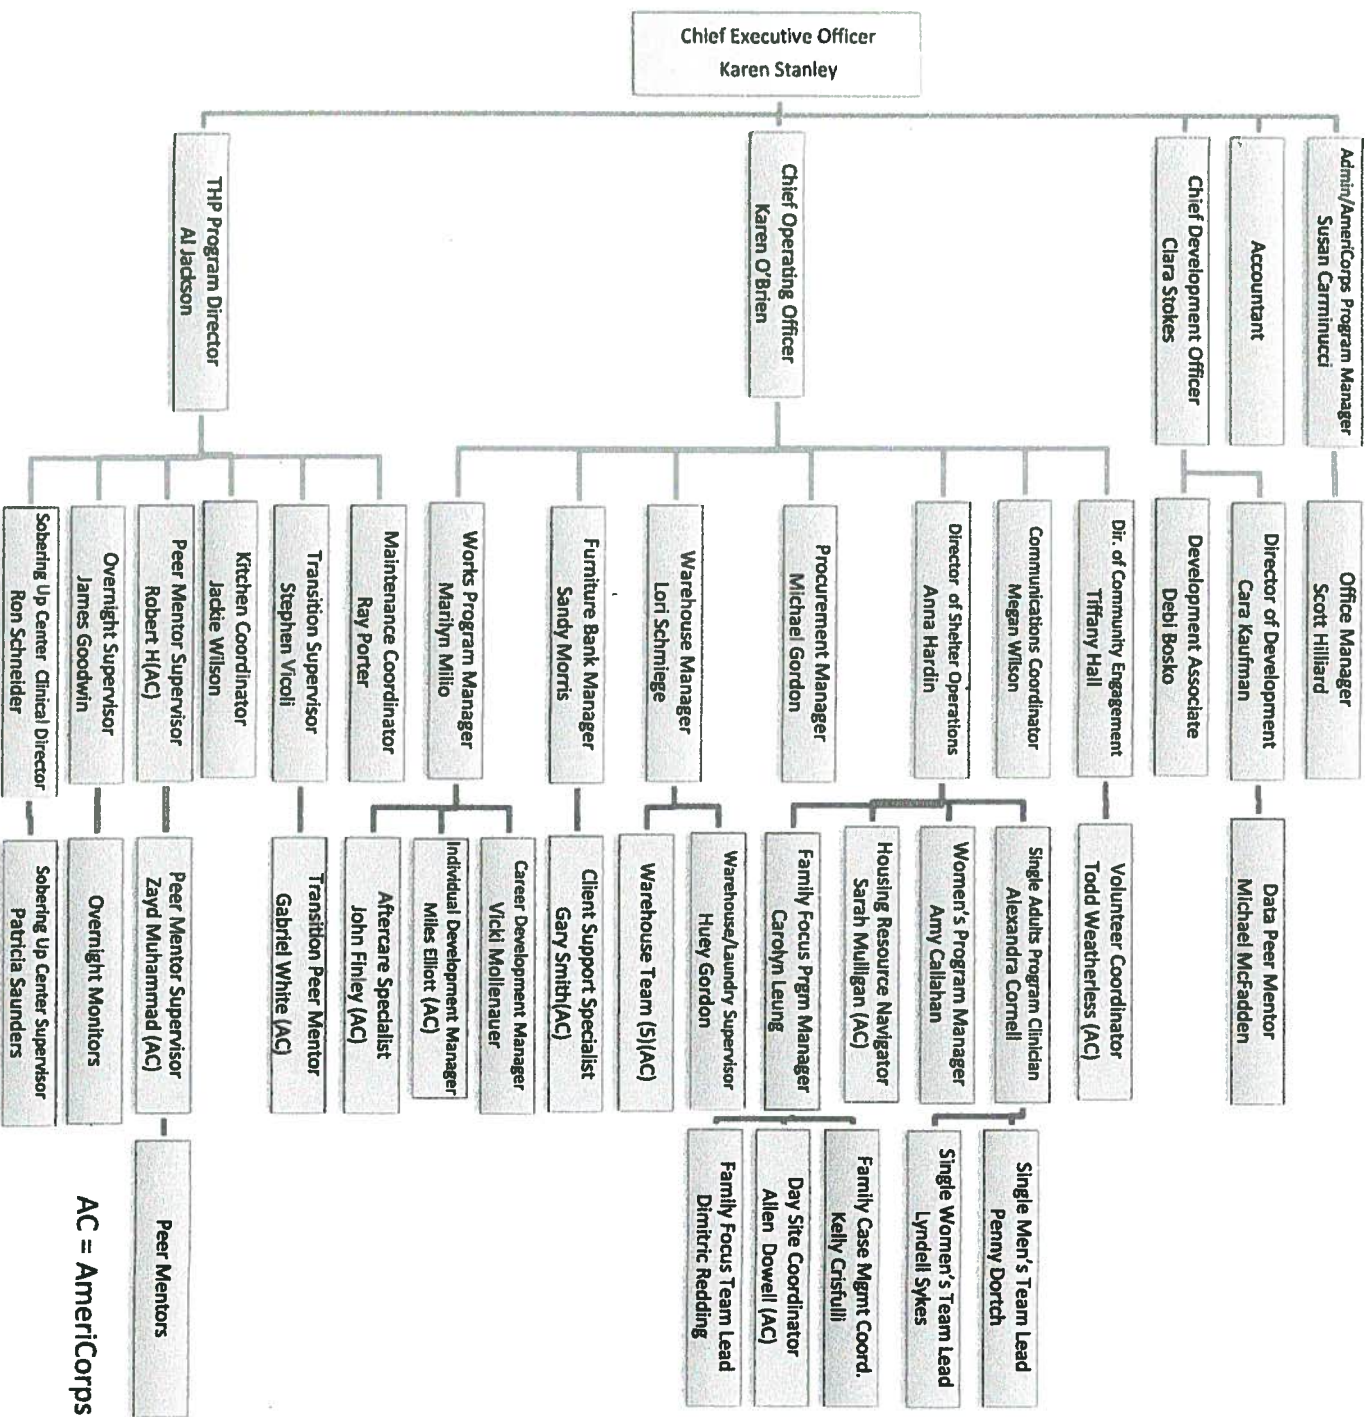 Chief Executive Officer
Karen Stanley
Admin/AmeriCorps Program Manager
Susan Carminucci
Office Manager
Scott Hilliard
Accountant
Chief Development Officer
Clara Stokes
Director of Development
Cara Kaufman
Data Peer Mentor
Michael McFadden
Development Associate
Debi Bosko
Chief Operating Officer
Karen O'Brien
Dir. of Community Engagement
Tiffany Hall
Volunteer Coordinator
Todd Weatherless (AC)
Communications Coordinator
Megan Wilson
Director of Shelter Operations
Anna Hardin
Single Adults Program Clinician
Alexandra Cornell
Single Men's Team Lead
Penny Dortch
Single Women's Team Lead
Lyndell Sykes
Women's Program Manager
Amy Callahan
Housing Resource Navigator
Sarah Mulligan (AC)
Family Focus Prgm Manager
Carolyn Leung
Family Case Mgmt Coord.
Kelly Crisfulli
Day Site Coordinator
Allen Dowell (AC)
Family Focus Team Lead
Dimitric Redding
Procurement Manager
Michael Gordon
Warehouse Manager
Lori Schmiege
Warehouse/Laundry Supervisor
Huey Gordon
Warehouse Team (5)(AC)
Furniture Bank Manager
Sandy Morris
Client Support Specialist
Gary Smith(AC)
Works Program Manager
Marilyn Milio
Career Development Manager
Vicki Mollenauer
Individual Development Manager
Miles Elliott (AC)
Aftercare Specialist
John Finley (AC)
THP Program Director
Al Jackson
Maintenance Coordinator
Ray Porter
Transition Supervisor
Stephen Vicoli
Transition Peer Mentor
Gabriel White (AC)
Kitchen Coordinator
Jackie Wilson
Peer Mentor Supervisor
Robert H(AC)
Peer Mentor Supervisor
Zayd Muhammad (AC)
Peer Mentors
Overnight Supervisor
James Goodwin
Overnight Monitors
Sobering Up Center Clinical Director
Ron Schneider
Sobering Up Center Supervisor
Patricia Saunders
AC = AmeriCorps